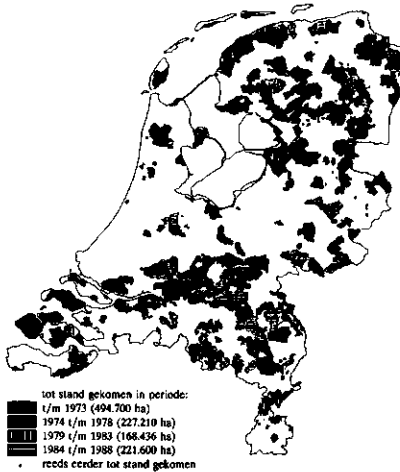 tot stand gekomen in periode:
t/m 1973 (494.700 ha)
1974 t/m 1978 (227.210 ha)
1979 t/m 1983 (168.436 ha)
1984 t/m 1988 (221.600 ha)
reeds eerder tot stand gekomen